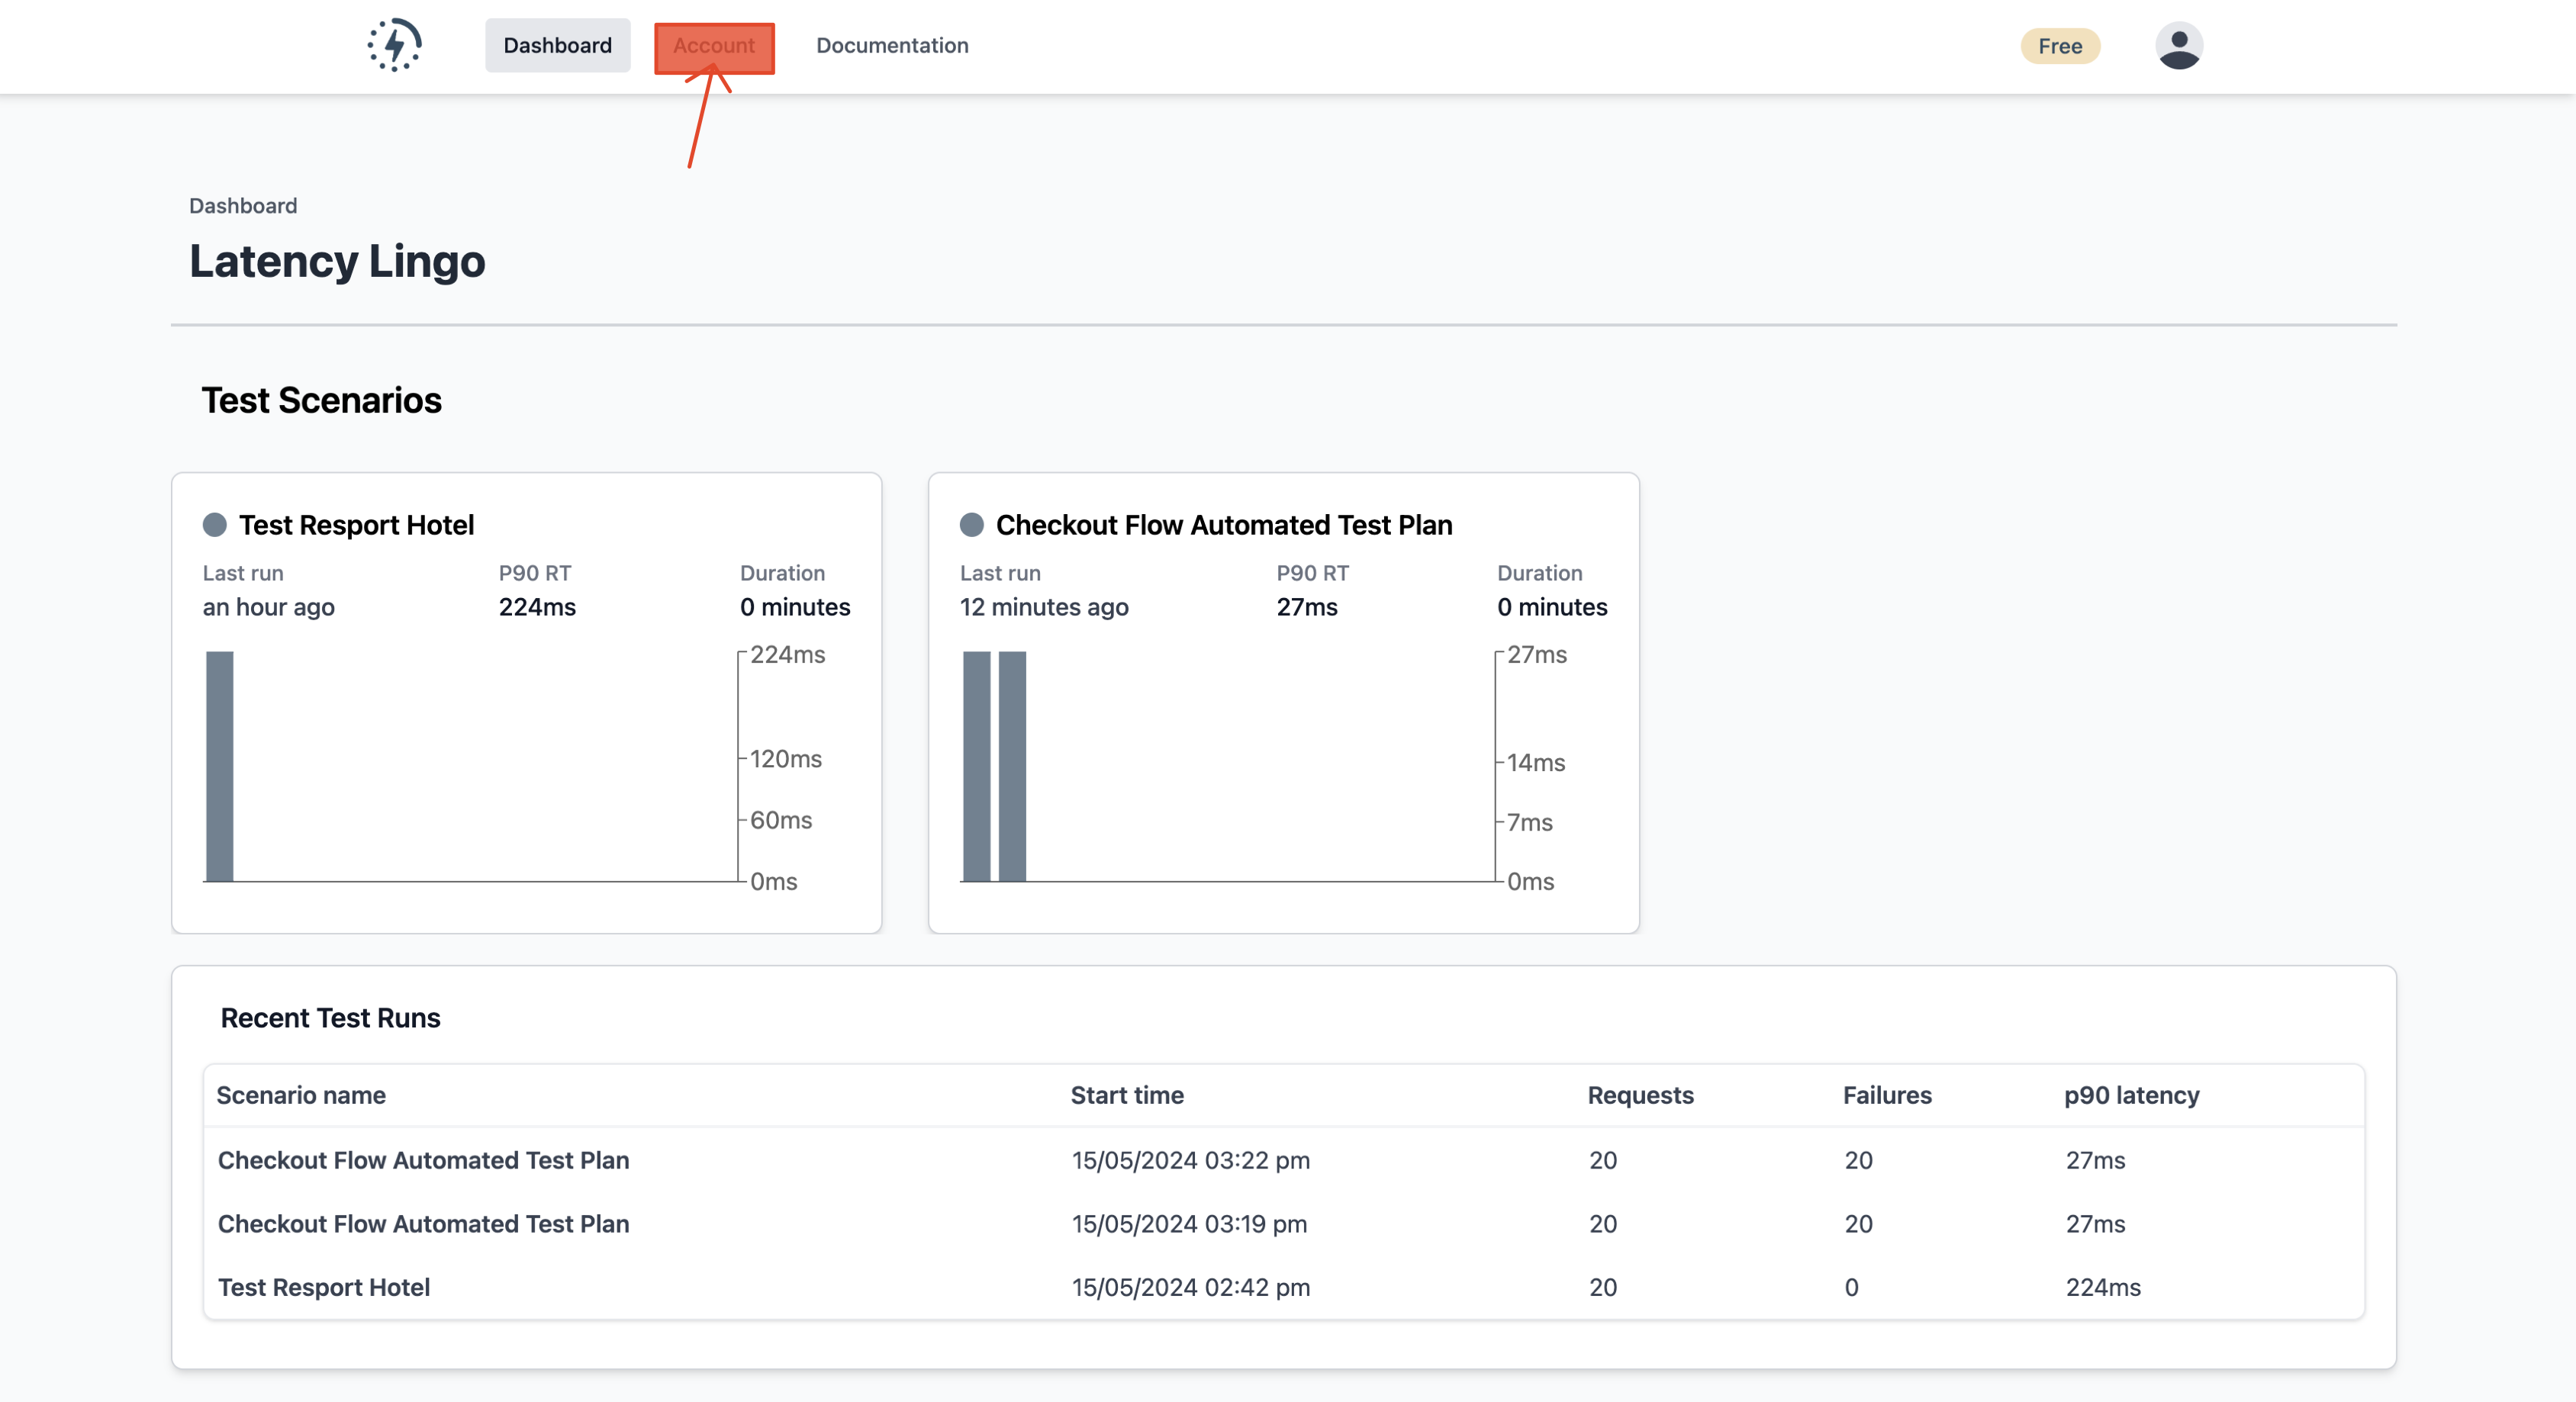 Dashboard Account Documentation Free
Dashboard
Latency Lingo
Test Scenarios
Test Resport Hotel
Last run P90 RT Duration
an hour ago 224ms 0 minutes
224ms
120ms
60ms
0ms
Checkout Flow Automated Test Plan
Last run P90 RT Duration
12 minutes ago 27ms 0 minutes
27ms
14ms
7ms
0ms
Recent Test Runs
Scenario name Start time Requests Failures p90 latency
Checkout Flow Automated Test Plan 15/05/2024 03:22 pm 20 20 27ms
Checkout Flow Automated Test Plan 15/05/2024 03:19 pm 20 20 27ms
Test Resport Hotel 15/05/2024 02:42 pm 20 0 224ms